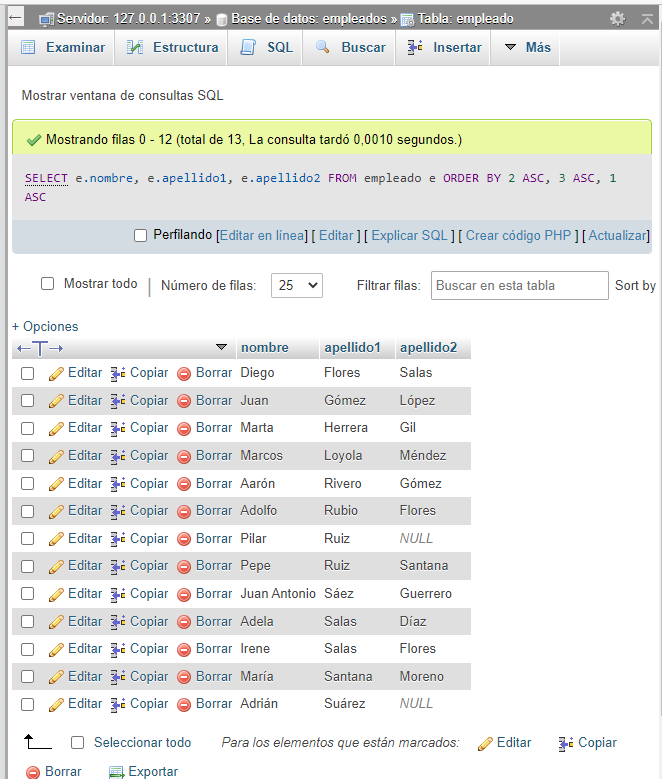 Servidor: 127.0.0.1:3307 » Base de datos: empleados » Tabla: empleado
Examinar Estructura SQL Buscar Insertar Más
Mostrar ventana de consultas SQL
Mostrando filas 0 - 12 (total de 13, La consulta tardó 0,0010 segundos.)
SELECT e.nombre, e.apellido1, e.apellido2 FROM empleado e ORDER BY 2 ASC, 3 ASC, 1
ASC
Perfilando [Editar en línea] [ Editar ] [ Explicar SQL ] [ Crear código PHP ] [ Actualizar]
Mostrar todo | Número de filas: 25 Filtrar filas: Buscar en esta tabla Sort by
+ Opciones
←T→ nombre apellido1 apellido2
Editar Copiar Borrar Diego Flores Salas
Editar Copiar Borrar Juan Gómez López
Editar Copiar Borrar Marta Herrera Gil
Editar Copiar Borrar Marcos Loyola Méndez
Editar Copiar Borrar Aarón Rivero Gómez
Editar Copiar Borrar Adolfo Rubio Flores
Editar Copiar Borrar Pilar Ruiz NULL
Editar Copiar Borrar Pepe Ruiz Santana
Editar Copiar Borrar Juan Antonio Sáez Guerrero
Editar Copiar Borrar Adela Salas Díaz
Editar Copiar Borrar Irene Salas Flores
Editar Copiar Borrar María Santana Moreno
Editar Copiar Borrar Adrián Suárez NULL
Seleccionar todo Para los elementos que están marcados: Editar Copiar
Borrar Exportar